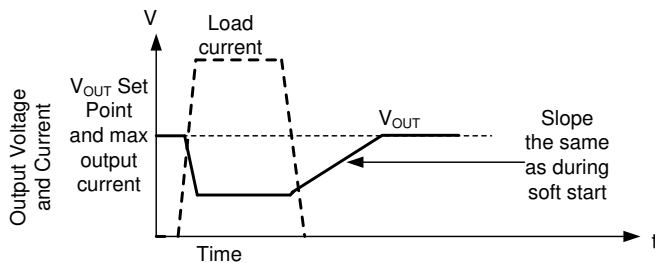 V
Load
current
V_OUT Set
Point
and max
output
current
Output Voltage
and Current
V_OUT
Slope
the same
as during
soft start
Time
t